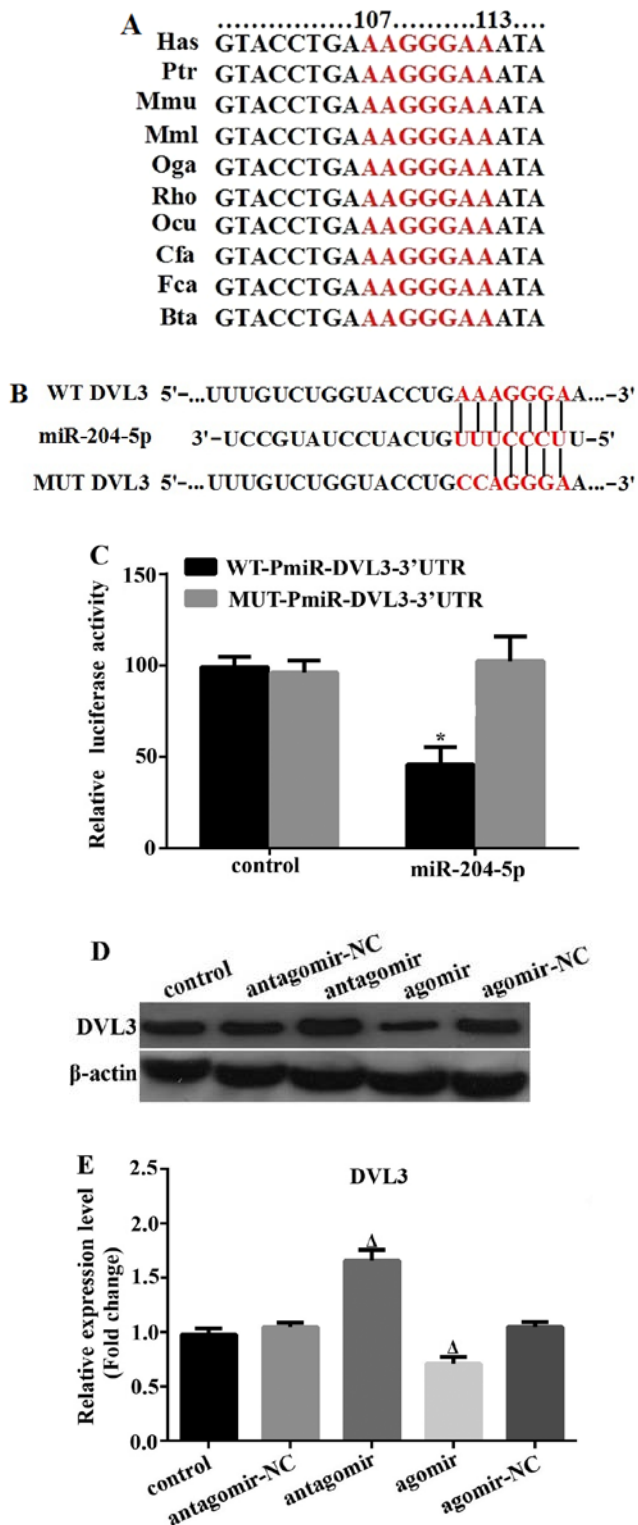 A
.........107.........113....
Has GTACCTGAAAGGGAAATA
Ptr GTACCTGAAAGGGAAATA
Mmu GTACCTGAAAGGGAAATA
Mml GTACCTGAAAGGGAAATA
Oga GTACCTGAAAGGGAAATA
Rho GTACCTGAAAGGGAAATA
Ocu GTACCTGAAAGGGAAATA
Cfa GTACCTGAAAGGGAAATA
Fca GTACCTGAAAGGGAAATA
Bta GTACCTGAAAGGGAAATA
B
WT DVL3 5'-...UUUGUCUGGUACCUGAAAGGGAA...-3'
miR-204-5p 3'-UCCGUAUCCUACUGUUUCCCUU-5'
MUT DVL3 5'-...UUUGUCUGGUACCUGCCAGGGAA...-3'
C
WT-PmiR-DVL3-3'UTR
MUT-PmiR-DVL3-3'UTR
Relative luciferase activity
150
100
50
0
*
control
miR-204-5p
D
control
antagomir-NC
antagomir
agomir
agomir-NC
DVL3
β-actin
E
DVL3
Relative expression level
(Fold change)
2.5
2.0
1.5
1.0
0.5
0.0
Δ
Δ
control
antagomir-NC
antagomir
agomir
agomir-NC